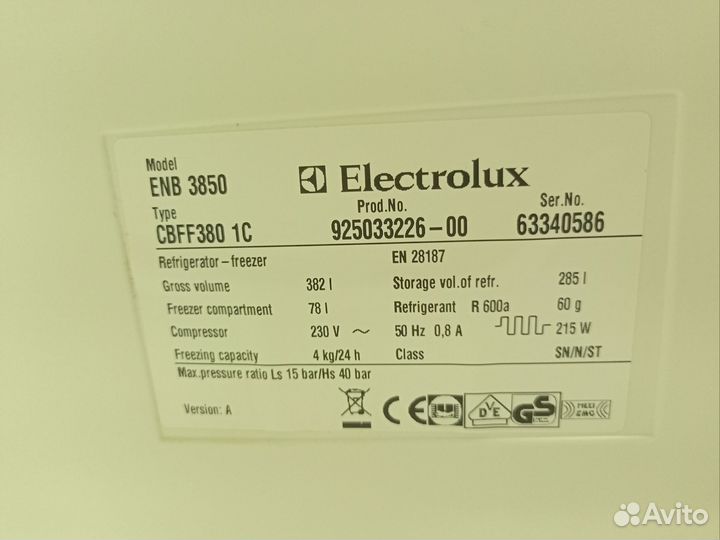 Model
ENB 3850
Electrolux
Type
CBFF380 1C
Prod.No.
925033226-00
Ser.No.
63340586
Refrigerator-freezer EN 28187
Gross volume 382 l Storage vol.of refr. 285 l
Freezer compartment 78 l Refrigerant R 600a 60 g
Compressor 230 V ~ 50 Hz 0,8 A 215 W
Freezing capacity 4 kg/24 h Class SN/N/ST
Max.pressure ratio Ls 15 bar/Hs 40 bar
Version: A
CE DVE GS EMC
Avito